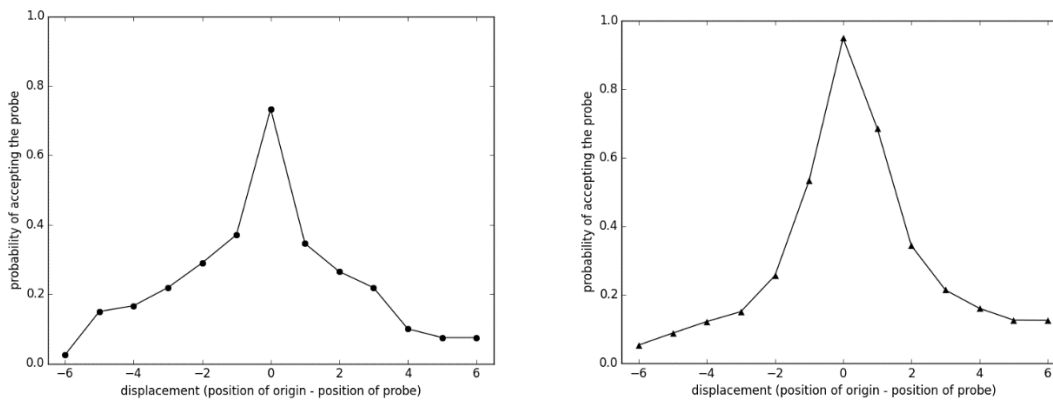 1.0
0.8
0.6
0.4
0.2
0.0
probability of accepting the probe
−6 −4 −2 0 2 4 6
displacement (position of origin - position of probe)
1.0
0.8
0.6
0.4
0.2
0.0
probability of accepting the probe
−6 −4 −2 0 2 4 6
displacement (position of origin - position of probe)